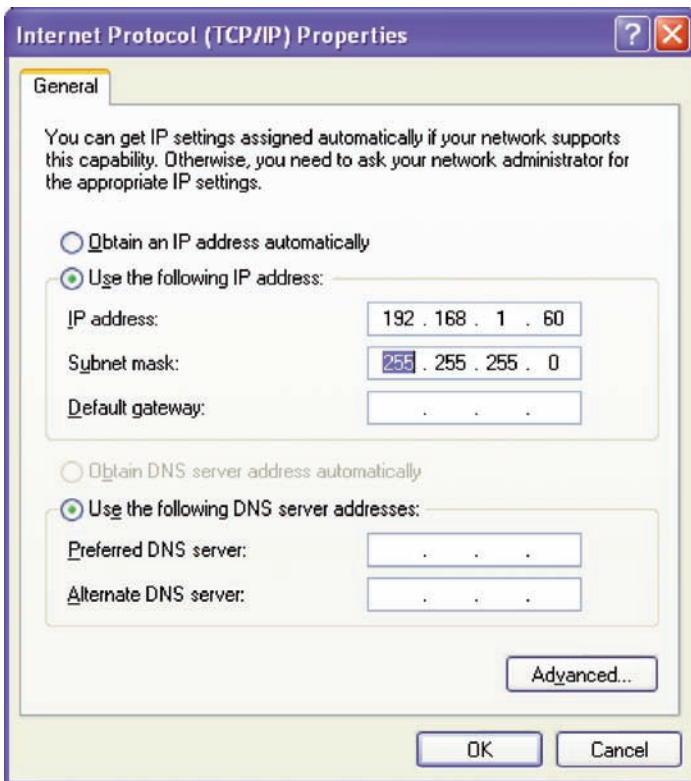 Internet Protocol (TCP/IP) Properties
General
You can get IP settings assigned automatically if your network supports
this capability. Otherwise, you need to ask your network administrator for
the appropriate IP settings.
Obtain an IP address automatically
Use the following IP address:
IP address: 192 . 168 . 1 . 60
Subnet mask: 255 . 255 . 255 . 0
Default gateway: . . .
Obtain DNS server address automatically
Use the following DNS server addresses:
Preferred DNS server: . . .
Alternate DNS server: . . .
Advanced...
OK Cancel